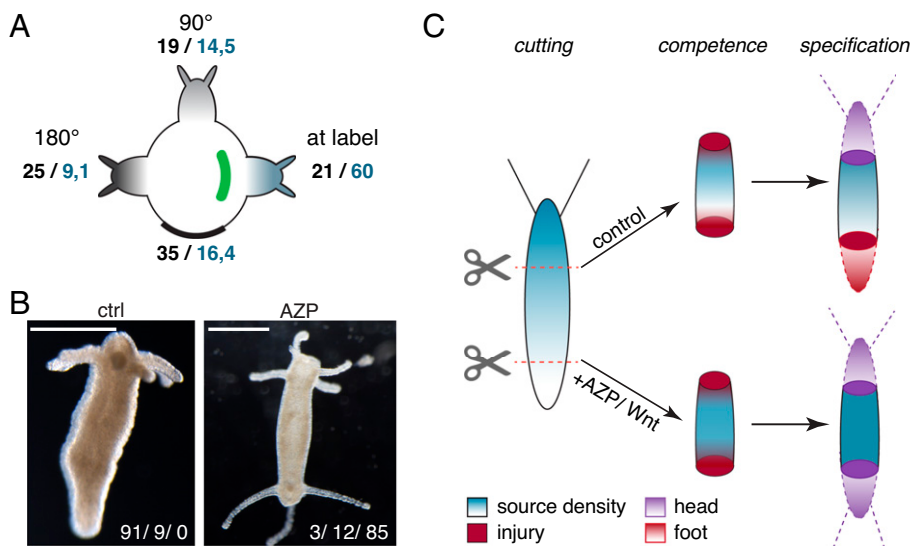 A
90°
19 / 14,5
180°
25 / 9,1
at label
21 / 60
35 / 16,4
B
ctrl
AZP
91/ 9/ 0
3/ 12/ 85
C
cutting
competence
specification
control
+AZP/ Wnt
source density
injury
head
foot